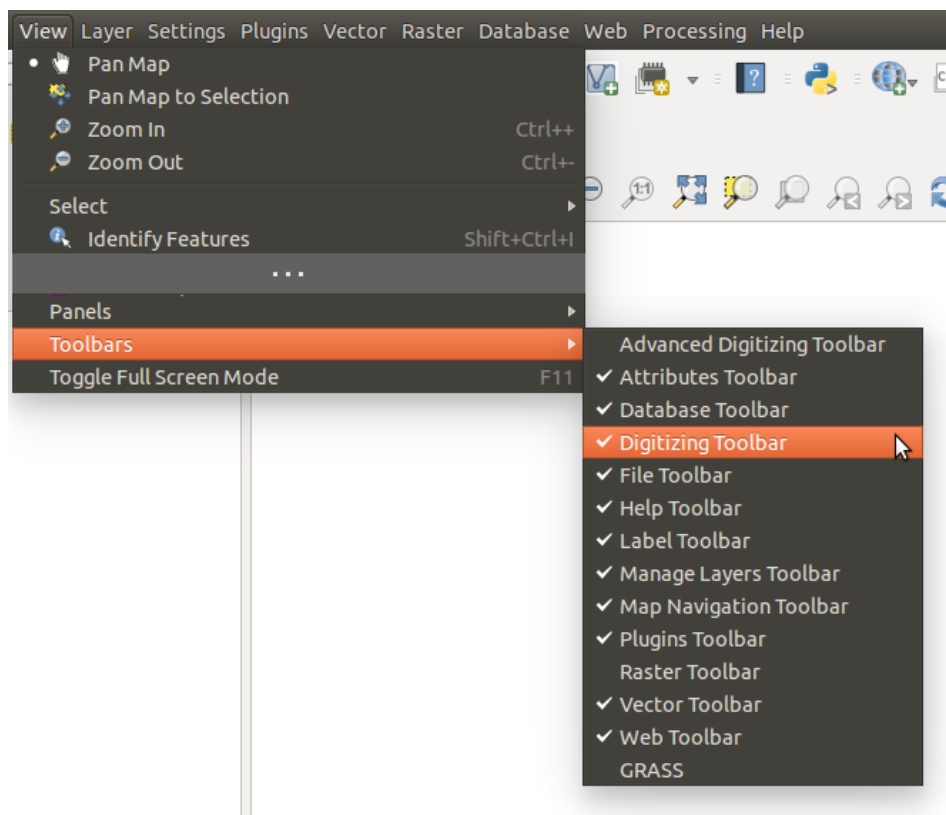 View Layer Settings Plugins Vector Raster Database Web Processing Help
Pan Map
Pan Map to Selection
Zoom In Ctrl++
Zoom Out Ctrl+-
Select
Identify Features Shift+Ctrl+I
...
Panels
Toolbars
Toggle Full Screen Mode F11
Advanced Digitizing Toolbar
Attributes Toolbar
Database Toolbar
Digitizing Toolbar
File Toolbar
Help Toolbar
Label Toolbar
Manage Layers Toolbar
Map Navigation Toolbar
Plugins Toolbar
Raster Toolbar
Vector Toolbar
Web Toolbar
GRASS
?
1:1